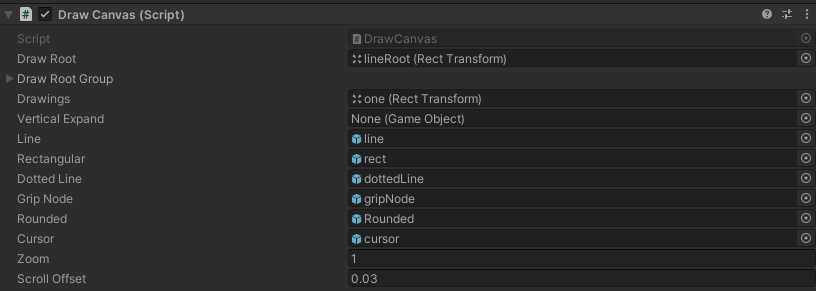 Draw Canvas (Script)
Script DrawCanvas
Draw Root lineRoot (Rect Transform)
Draw Root Group
Drawings one (Rect Transform)
Vertical Expand None (Game Object)
Line line
Rectangular rect
Dotted Line dottedLine
Grip Node gripNode
Rounded Rounded
Cursor cursor
Zoom 1
Scroll Offset 0.03